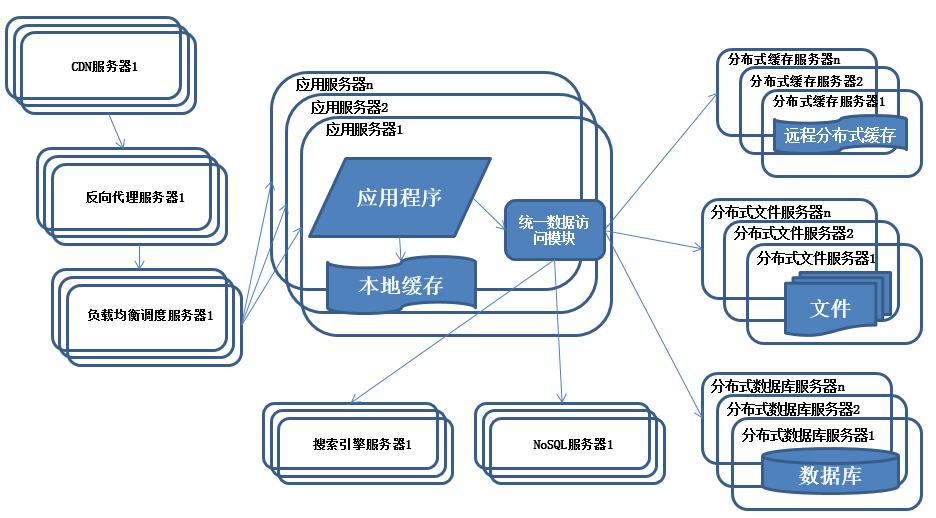 CDN服务器1
反向代理服务器1
负载均衡调度服务器1
应用服务器n
应用服务器2
应用服务器1
应用程序
本地缓存
统一数据访
问模块
搜索引擎服务器1
NoSQL服务器1
分布式缓存服务器n
分布式缓存服务器2
分布式缓存服务器1
远程分布式缓存
分布式文件服务器n
分布式文件服务器2
分布式文件服务器1
文件
分布式数据库服务器n
分布式数据库服务器2
分布式数据库服务器1
数据库